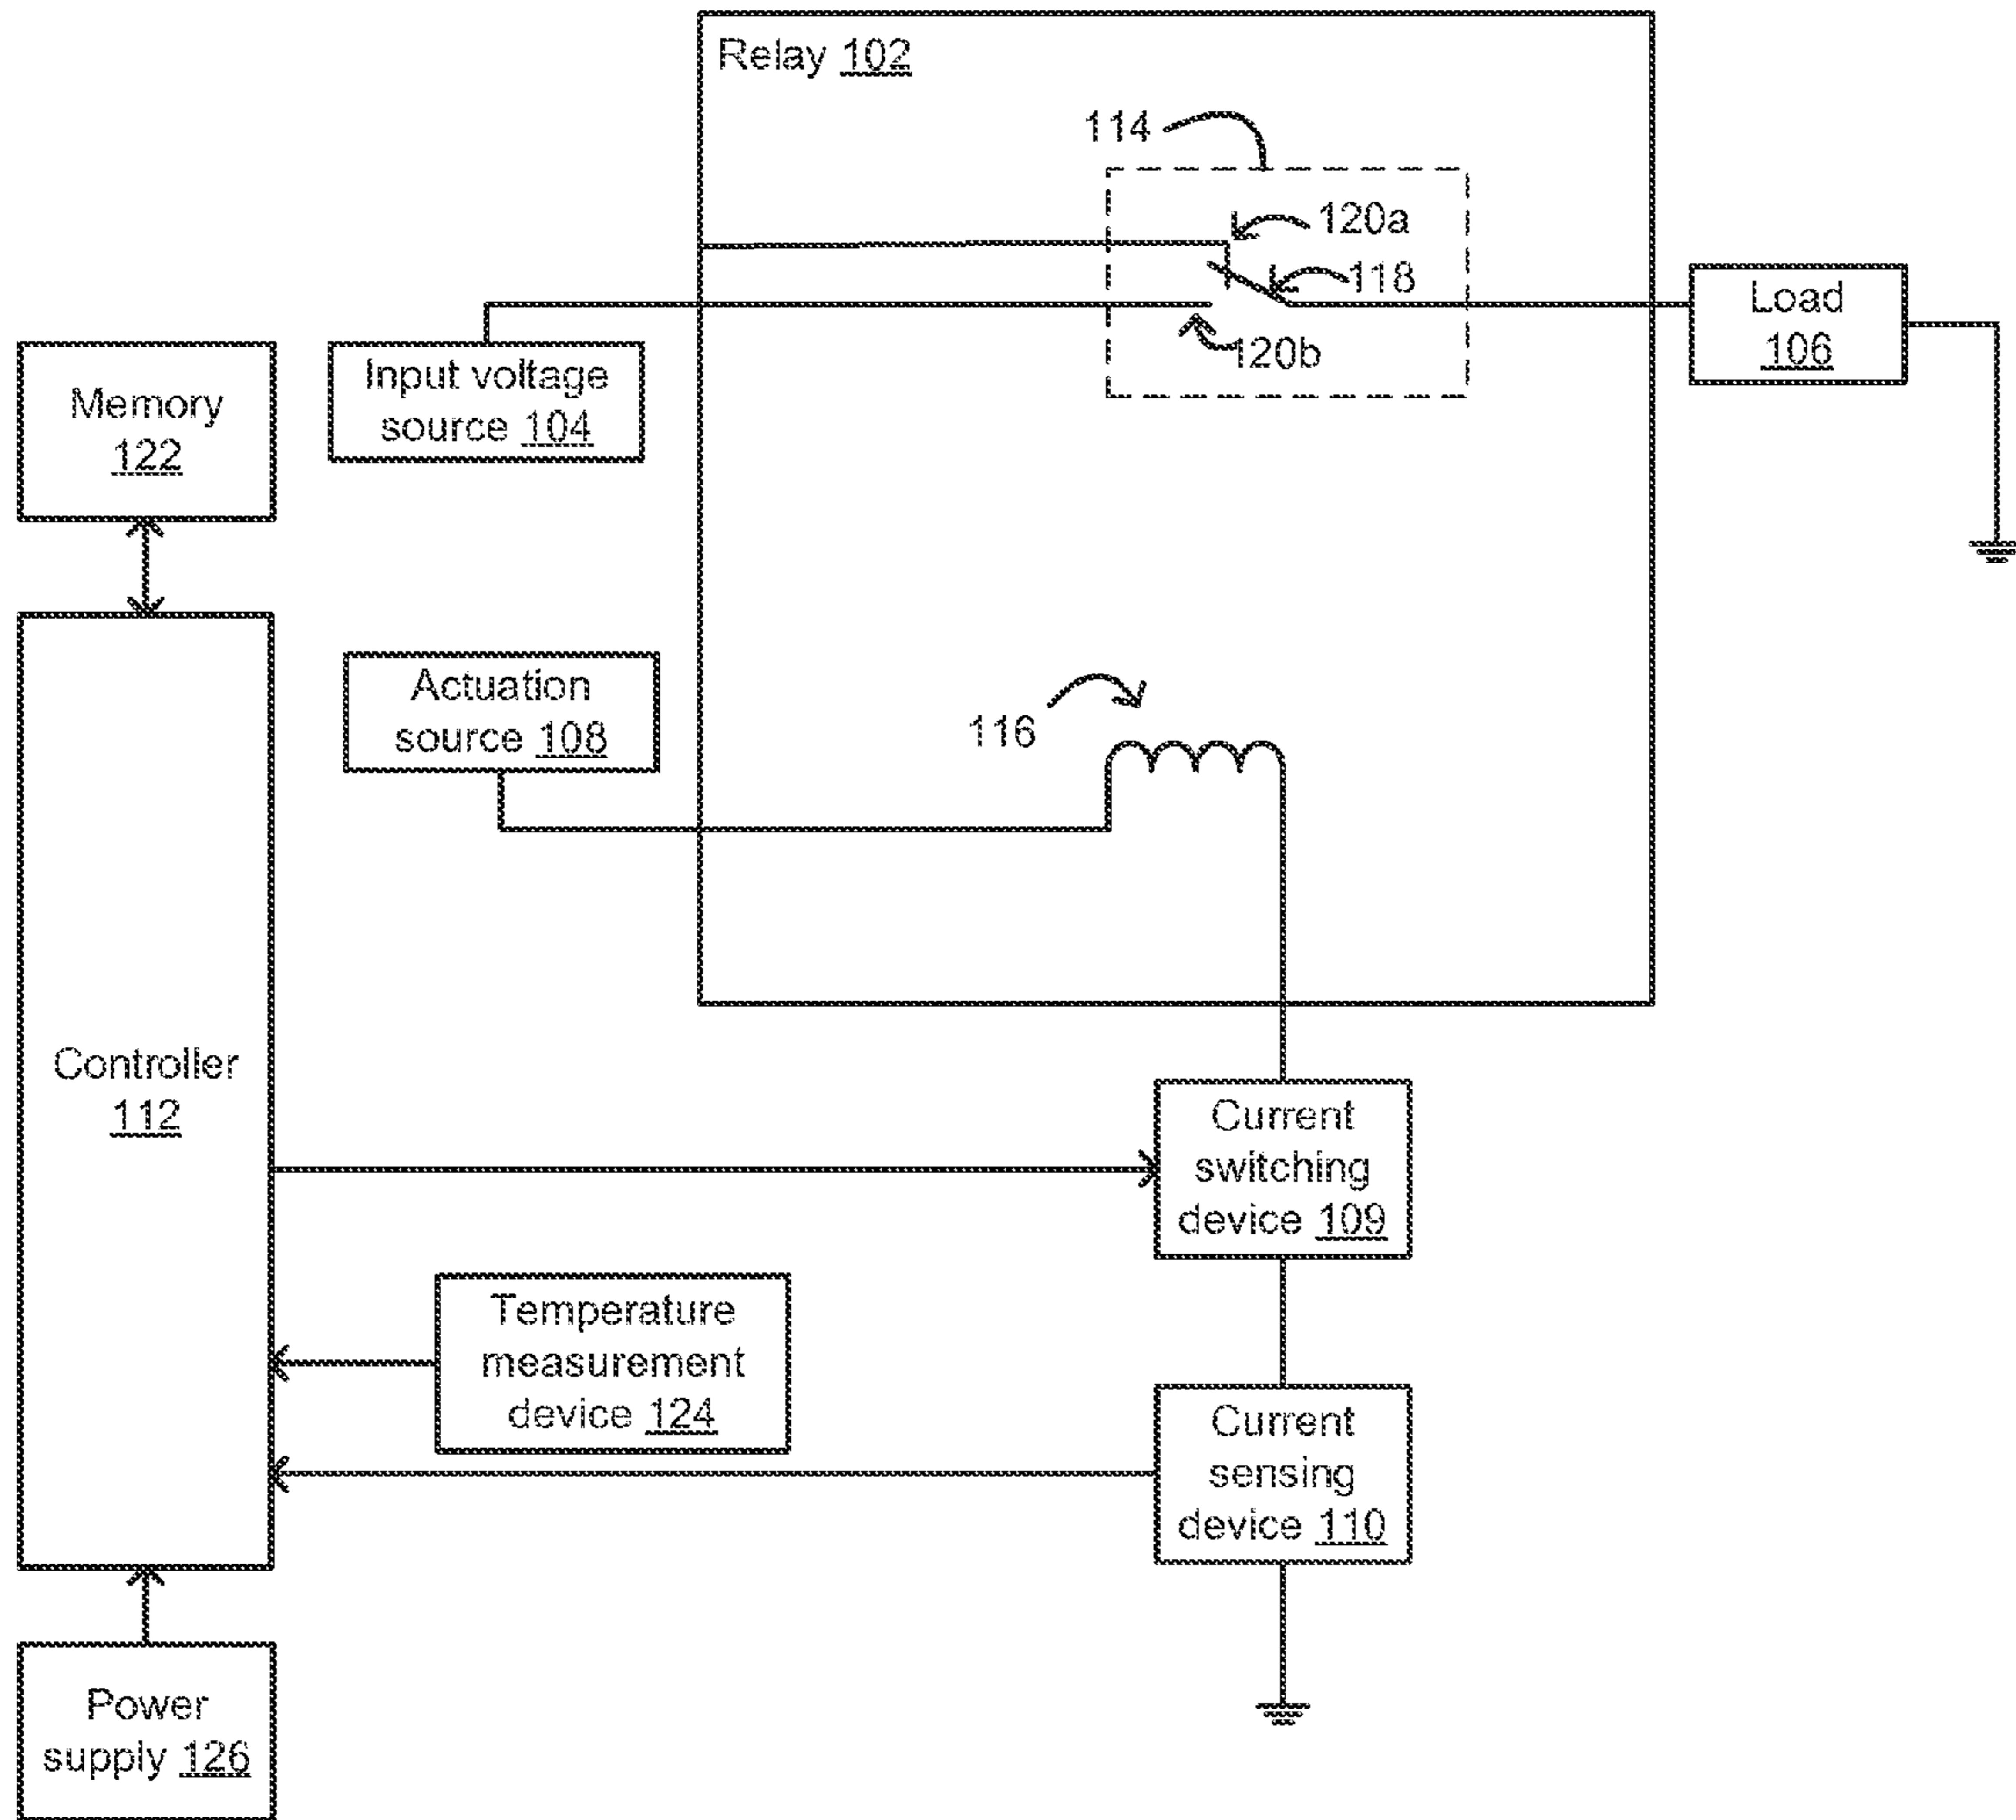 Relay 102
114
120a
118
120b
Load
106
Input voltage
source 104
Memory
122
Actuation
source 108
116
Controller
112
Current
switching
device 109
Temperature
measurement
device 124
Current
sensing
device 110
Power
supply 126